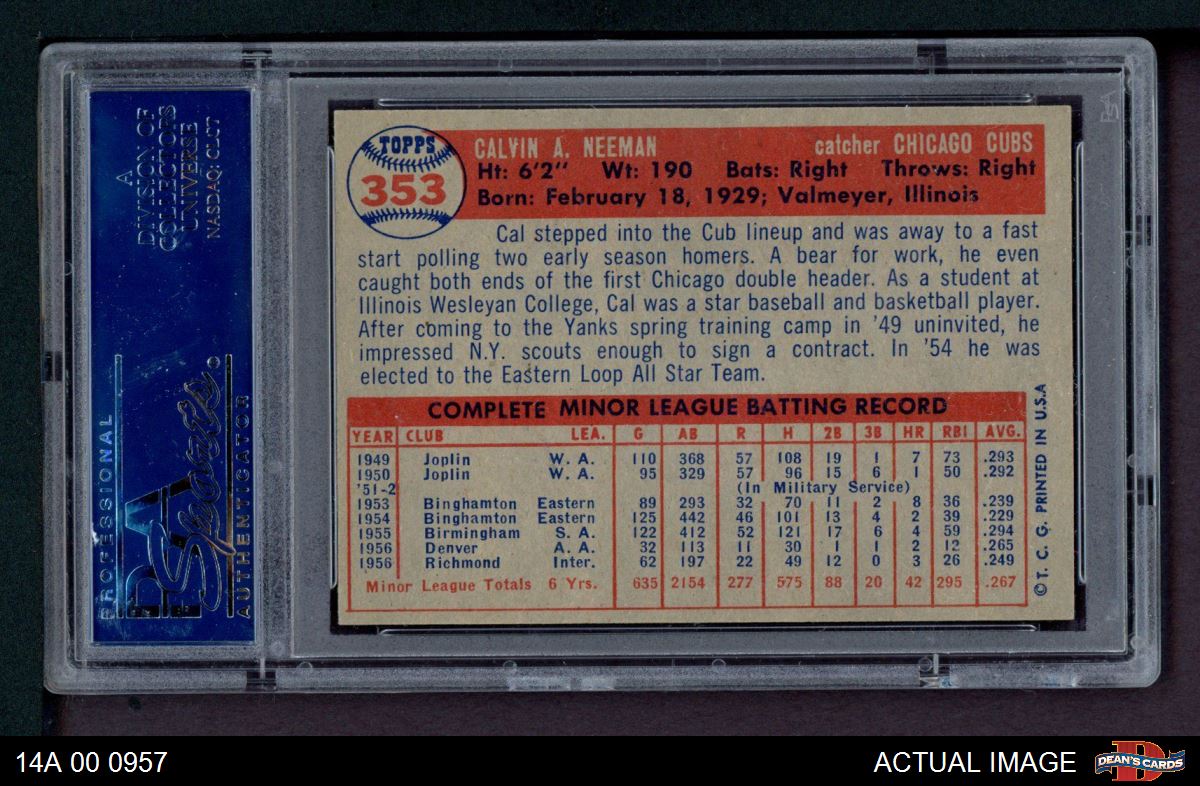 A
DIVISION OF
COLLECTORS
UNIVERSE
NASDAQ: CLCT
PROFESSIONAL
PSA
Sports
AUTHENTICATOR
TOPPS
353
CALVIN A. NEEMAN catcher CHICAGO CUBS
Ht: 6'2" Wt: 190 Bats: Right Throws: Right
Born: February 18, 1929; Valmeyer, Illinois
Cal stepped into the Cub lineup and was away to a fast
start polling two early season homers. A bear for work, he even
caught both ends of the first Chicago double header. As a student at
Illinois Wesleyan College, Cal was a star baseball and basketball player.
After coming to the Yanks spring training camp in '49 uninvited, he
impressed N.Y. scouts enough to sign a contract. In '54 he was
elected to the Eastern Loop All Star Team.
COMPLETE MINOR LEAGUE BATTING RECORD
YEAR CLUB LEA. G AB R H 2B 3B HR RBI AVG.
1949 Joplin W. A. 110 368 57 108 19 1 7 73 .293
1950 Joplin W. A. 95 329 57 96 15 6 1 50 .292
'51-2 (In Military Service)
1953 Binghamton Eastern 89 293 32 70 11 2 8 36 .239
1954 Binghamton Eastern 125 442 46 101 13 4 2 39 .229
1955 Birmingham S. A. 122 412 52 121 17 6 4 59 .294
1956 Denver A. A. 32 113 11 30 1 1 2 12 .265
1956 Richmond Inter. 62 197 22 49 12 0 3 26 .249
Minor League Totals 6 Yrs. 635 2154 277 575 88 20 42 295 .267
© T. C. G. PRINTED IN U.S.A
14A 00 0957
ACTUAL IMAGE
DEAN'S CARDS